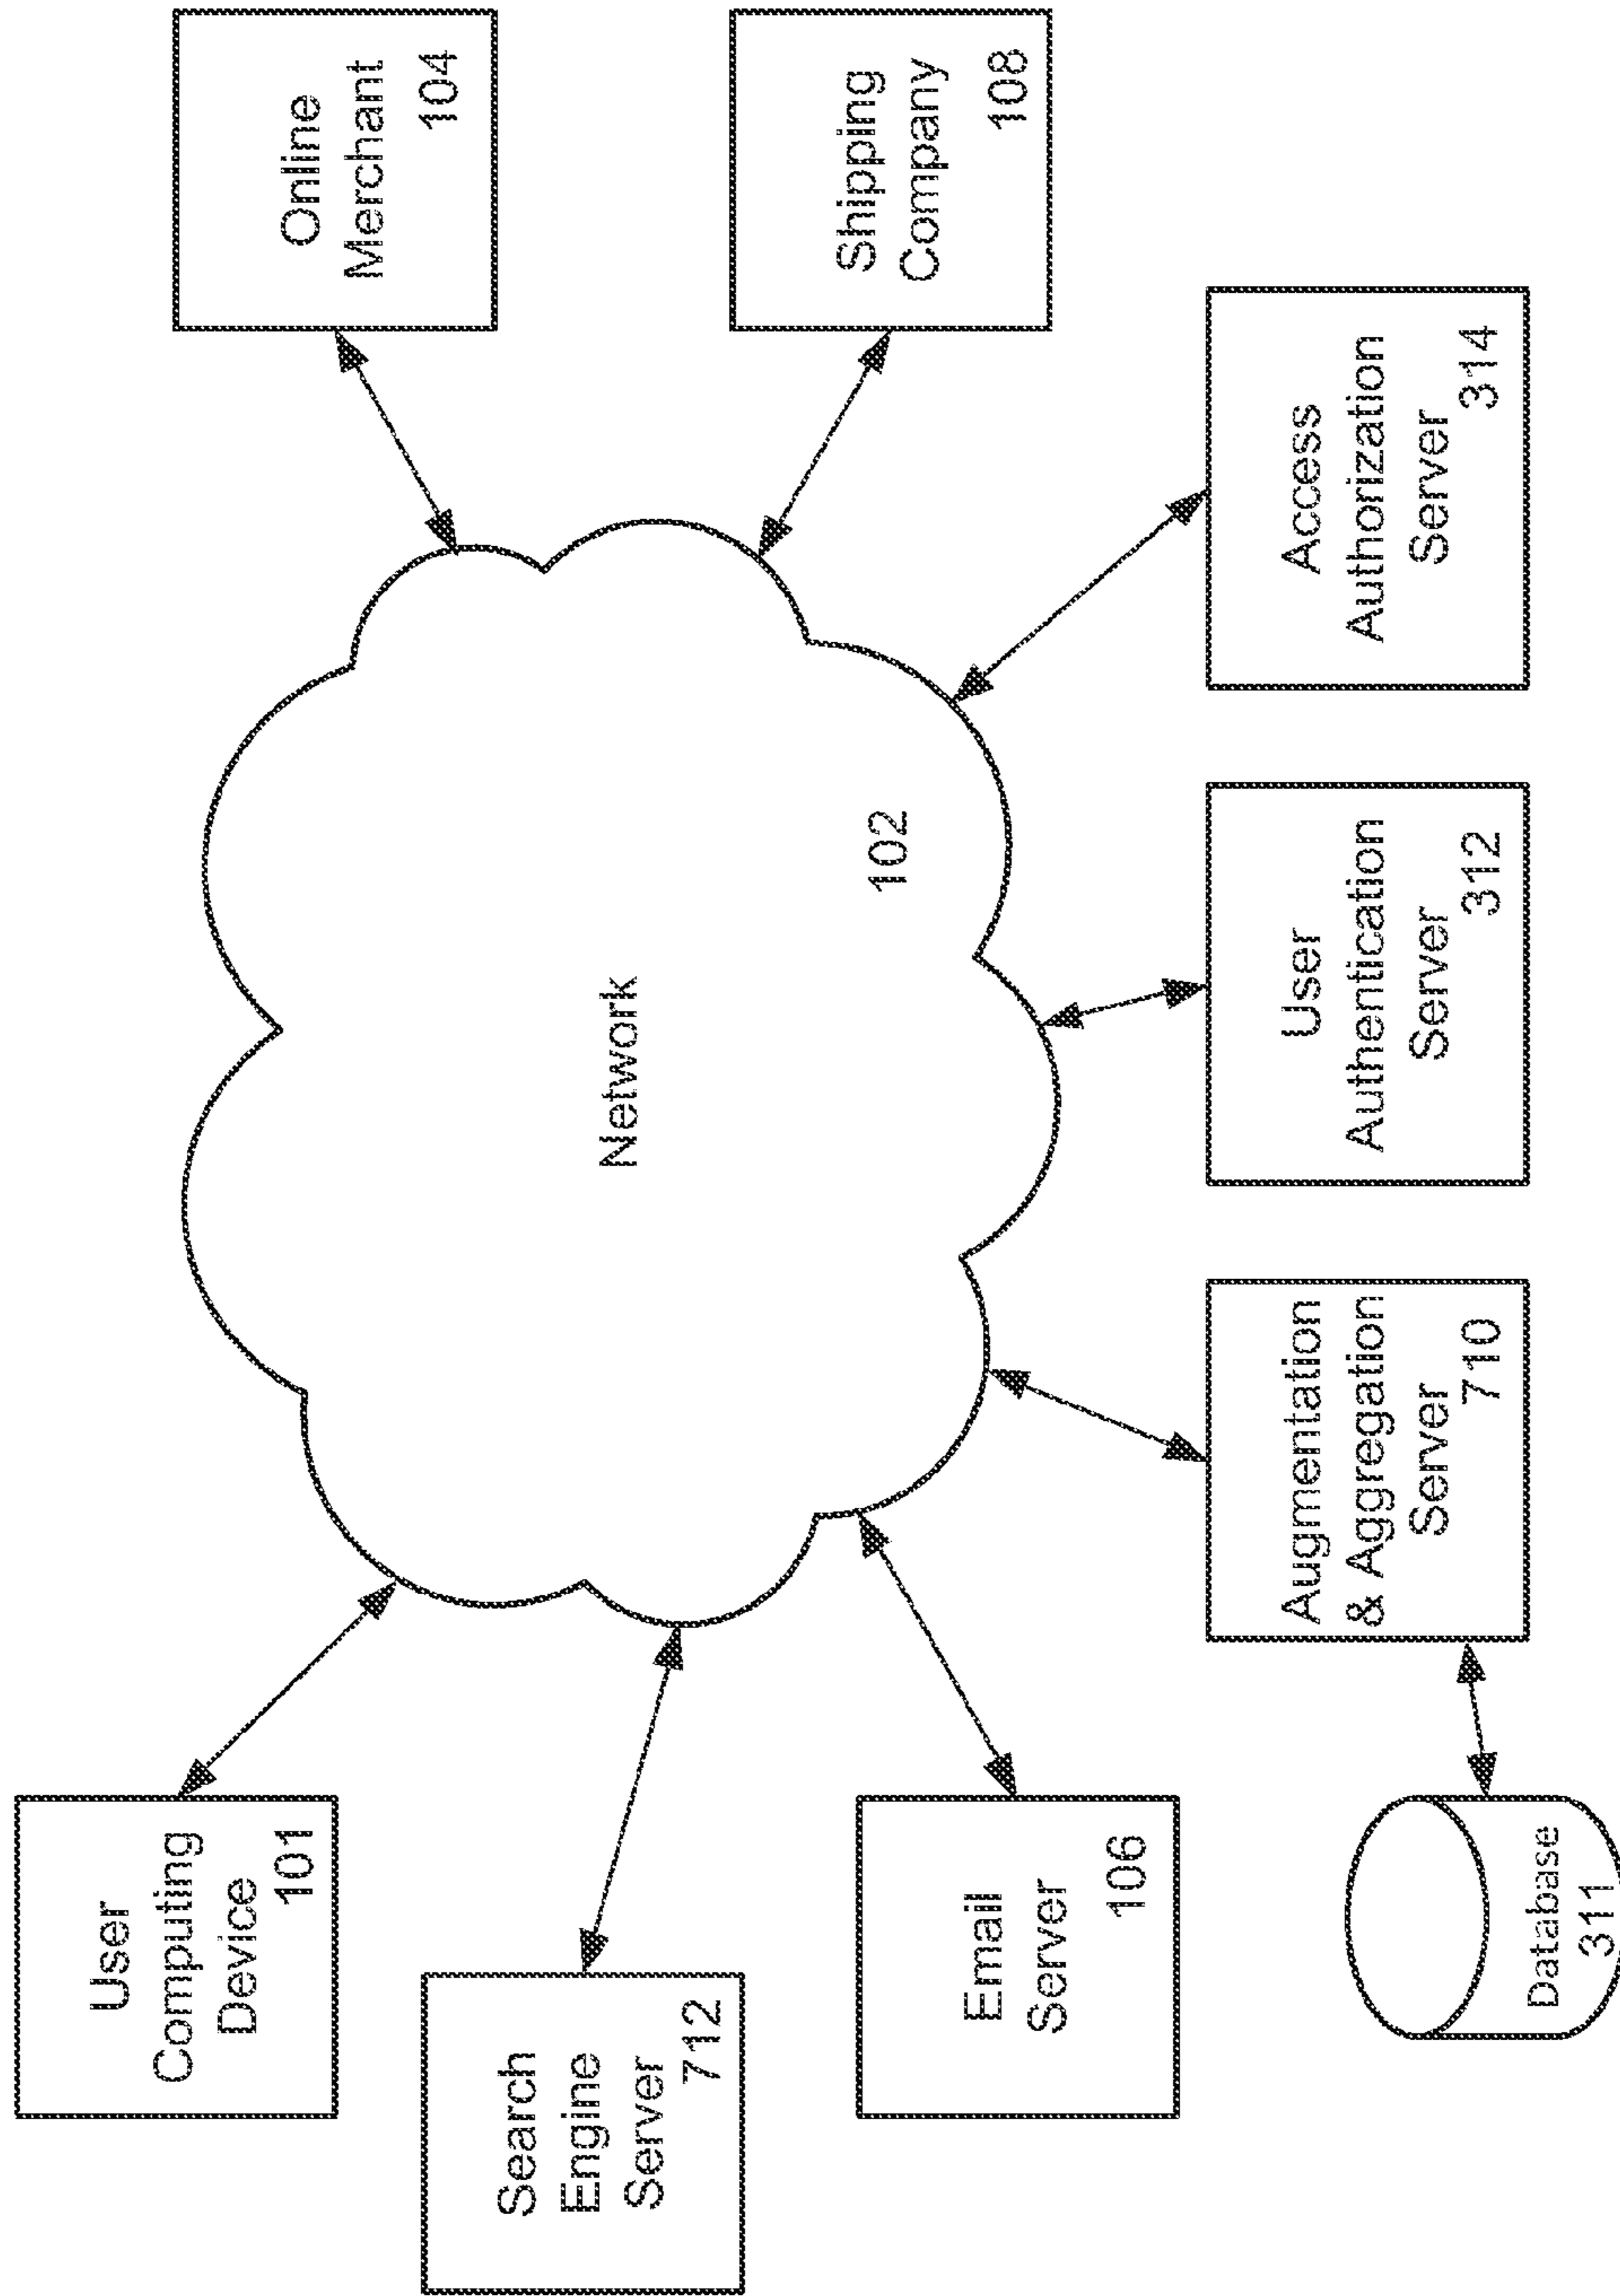 User
Computing
Device
101
Online
Merchant
104
Search
Engine
Server
712
Network
102
Shipping
Company
108
Email
Server
106
Database
311
Augmentation
& Aggregation
Server
710
User
Authentication
Server
312
Access
Authorization
Server
314